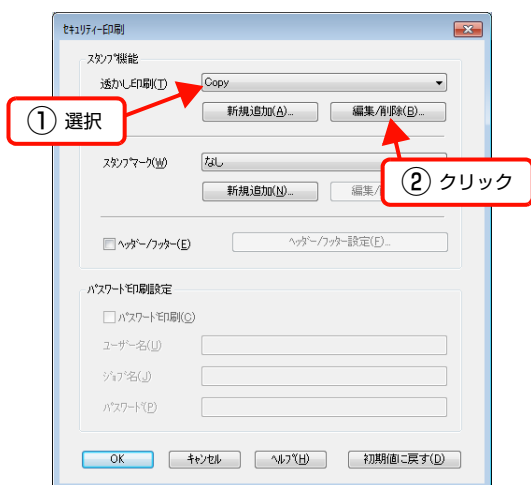 セキュリティー印刷
スタンプ機能
透かし印刷(T)
Copy
新規追加(A)...
編集/削除(B)...
① 選択
スタンプマーク(W)
なし
② クリック
新規追加(N)...
編集/
ヘッダー/フッター(E)
ヘッダー/フッター設定(F)...
パスワード印刷設定
パスワード印刷(C)
ユーザー名(U)
ジョブ名(J)
パスワード(P)
OK
キャンセル
ヘルプ(H)
初期値に戻す(D)